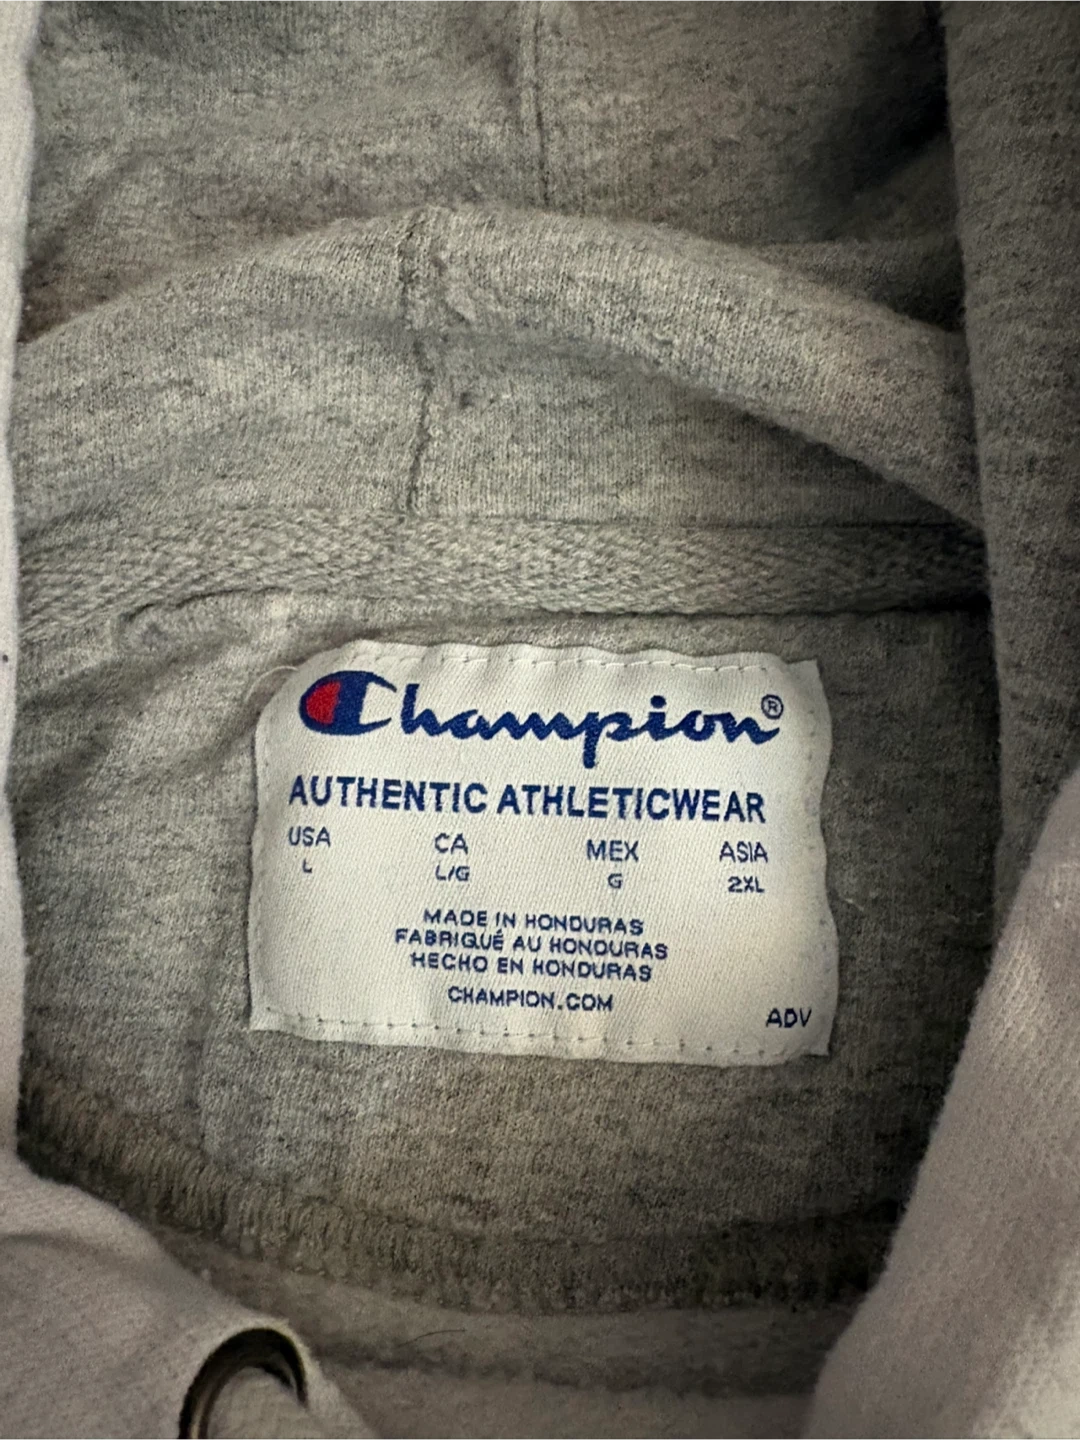 Champion®
AUTHENTIC ATHLETICWEAR
USA CA MEX ASIA
L L/G G 2XL
MADE IN HONDURAS
FABRIQUÉ AU HONDURAS
HECHO EN HONDURAS
CHAMPION.COM
ADV